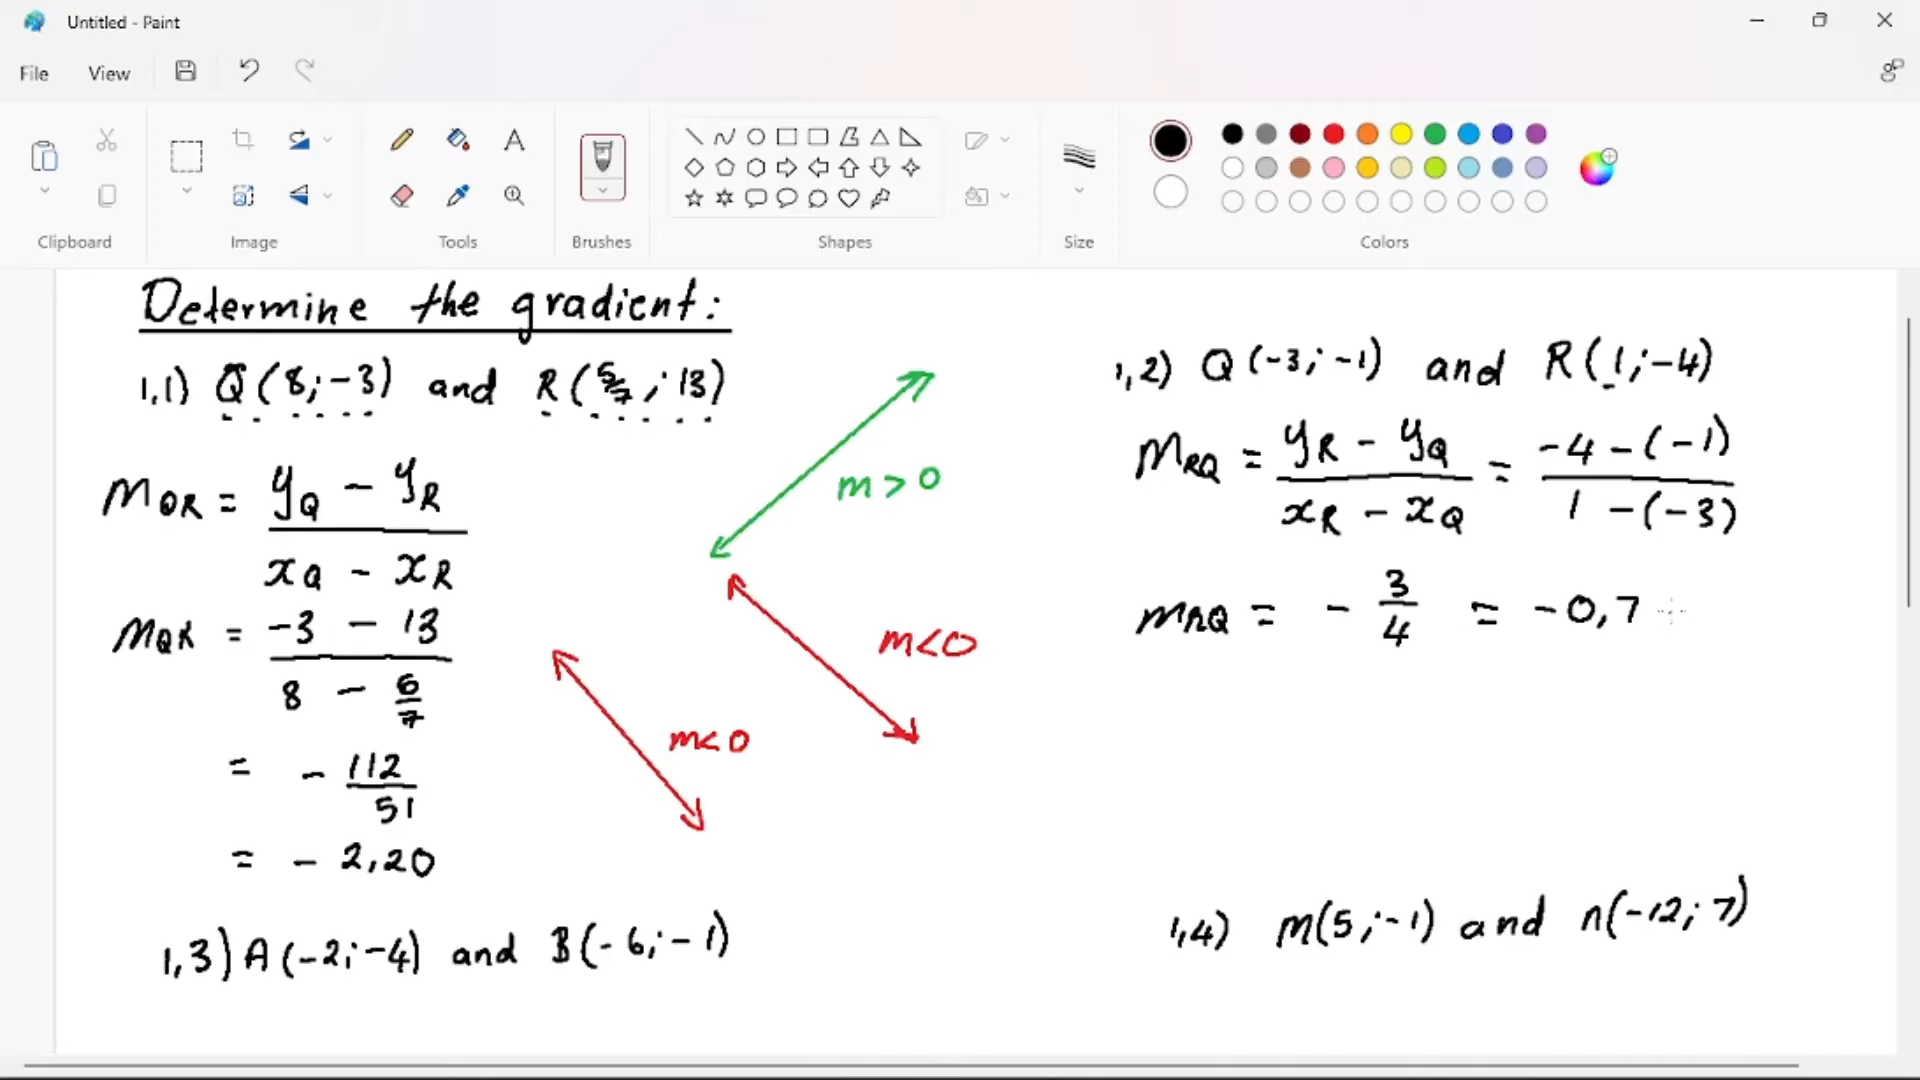 Untitled - Paint
File View
Clipboard Image Tools Brushes Shapes Size Colors
Determine the gradient:
1,1) Q(8;-3) and R(5/7;13)
M_QR = (y_Q - y_R)/(x_Q - x_R)
M_QR = (-3 - 13)/(8 - 5/7)
= -112/51
= -2,20
m>0
m<0
m<0
1,2) Q(-3;-1) and R(1;-4)
M_RQ = (y_R - y_Q)/(x_R - x_Q) = (-4-(-1))/(1-(-3))
m_RQ = -3/4 = -0,7
1,3) A(-2;-4) and B(-6;-1)
1,4) m(5;-1) and n(-12;7)